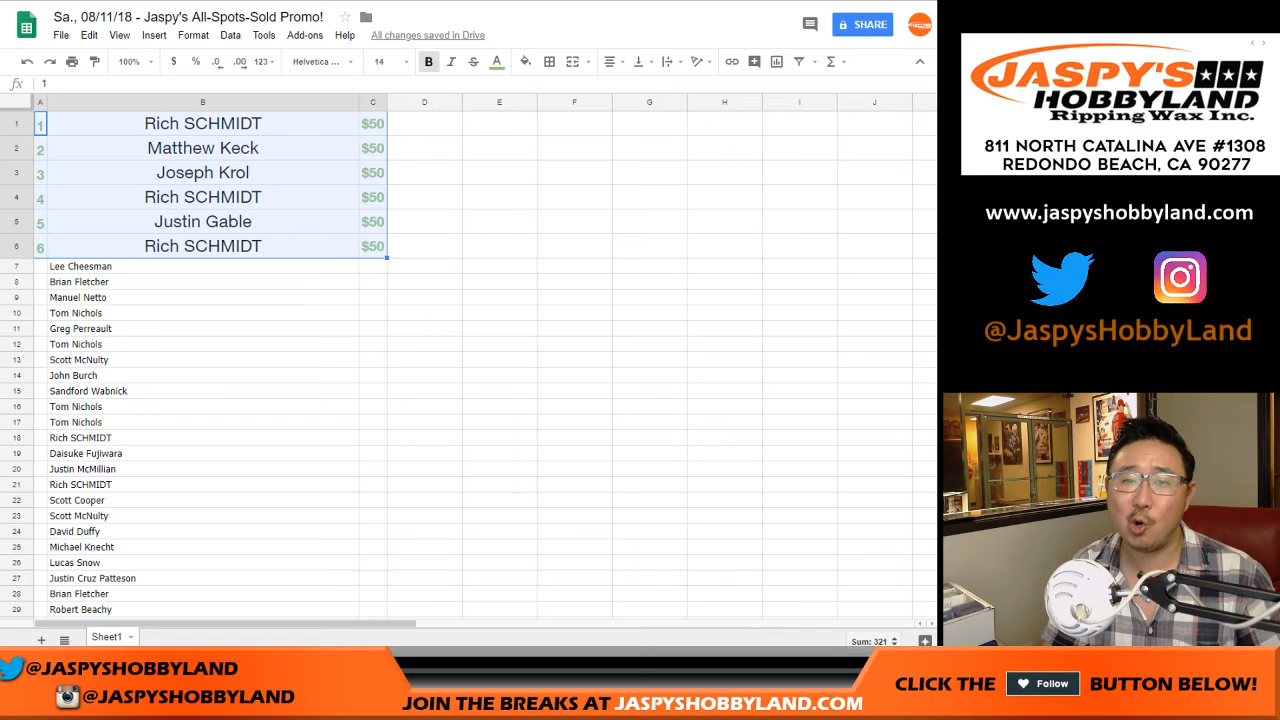 Sa., 08/11/18 - Jaspy's All-Spots-Sold Promo!
SHARE
File Edit View Insert Format Data Tools Add-ons Help All changes saved in Drive
100% $ % .0 .00 123 Helvetica ... 14 B I S A
fx 1
A B C D E F G H I J
1 1 Rich SCHMIDT $50
2 2 Matthew Keck $50
3 3 Joseph Krol $50
4 4 Rich SCHMIDT $50
5 5 Justin Gable $50
6 6 Rich SCHMIDT $50
7 Lee Cheesman
8 Brian Fletcher
9 Manuel Netto
10 Tom Nichols
11 Greg Perreault
12 Tom Nichols
13 Scott McNulty
14 John Burch
15 Sandford Wabnick
16 Tom Nichols
17 Tom Nichols
18 Rich SCHMIDT
19 Daisuke Fujiwara
20 Justin McMillian
21 Rich SCHMIDT
22 Scott Cooper
23 Scott McNulty
24 David Duffy
25 Michael Knecht
26 Lucas Snow
27 Justin Cruz Patteson
28 Brian Fletcher
29 Robert Beachy
Sheet1
Sum: 321
JASPY'S
HOBBYLAND
Ripping Wax Inc.
811 NORTH CATALINA AVE #1308
REDONDO BEACH, CA 90277
www.jaspyshobbyland.com
@JaspysHobbyLand
@JASPYSHOBBYLAND
@JASPYSHOBBYLAND
JOIN THE BREAKS AT JASPYSHOBBYLAND.COM
CLICK THE Follow BUTTON BELOW!